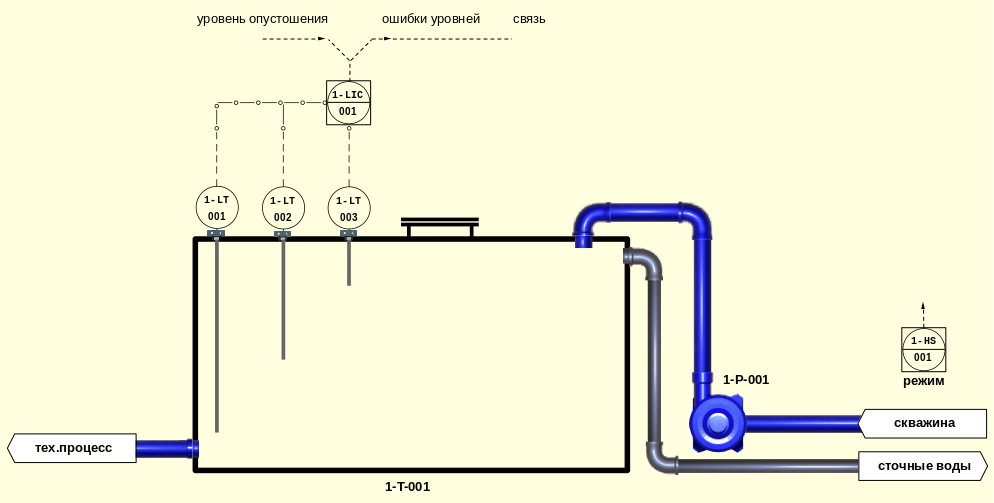 уровень опустошения ошибки уровней связь
1-LIC
001
1-LT 1-LT 1-LT
001 002 003
1-HS
001
режим
1-P-001
скважина
тех.процесс
сточные воды
1-T-001